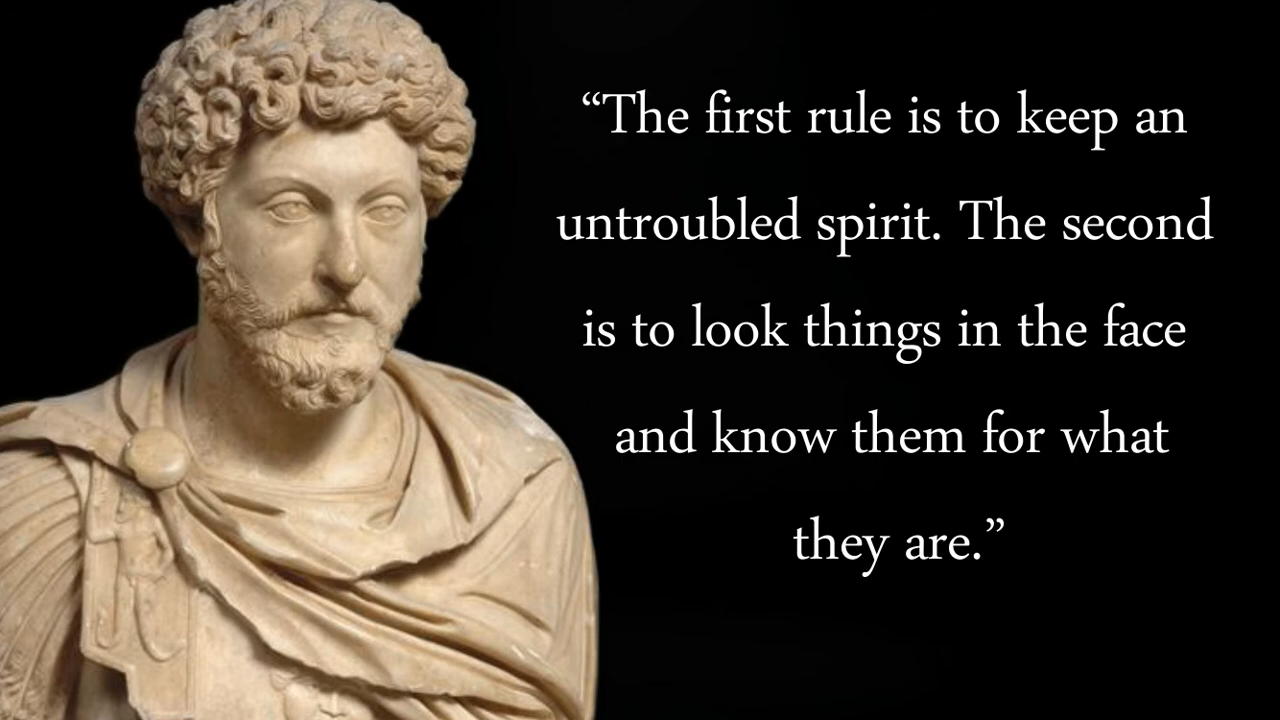 “The first rule is to keep an
untroubled spirit. The second
is to look things in the face
and know them for what
they are.”